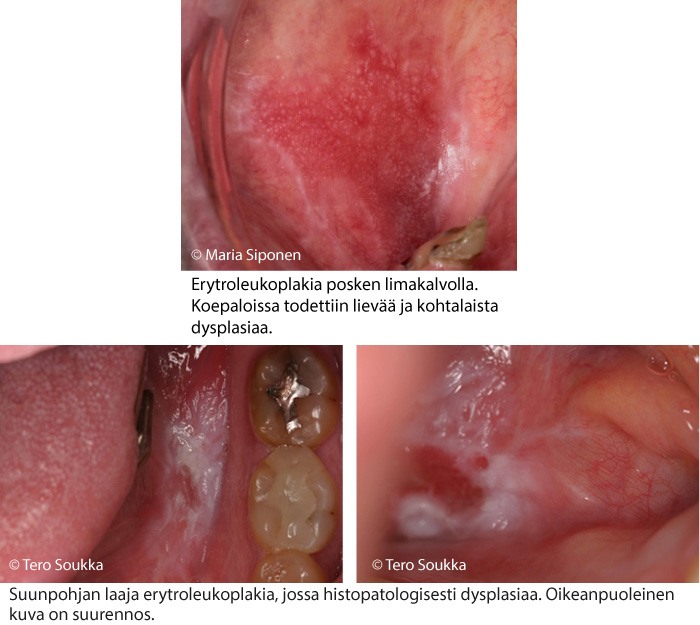 © Maria Siponen
Erytroleukoplakia posken limakalvolla.
Koepaloissa todettiin lievää ja kohtalaista
dysplasiaa.
© Tero Soukka
© Tero Soukka
Suunpohjan laaja erytroleukoplakia, jossa histopatologisesti dysplasiaa. Oikeanpuoleinen
kuva on suurennos.